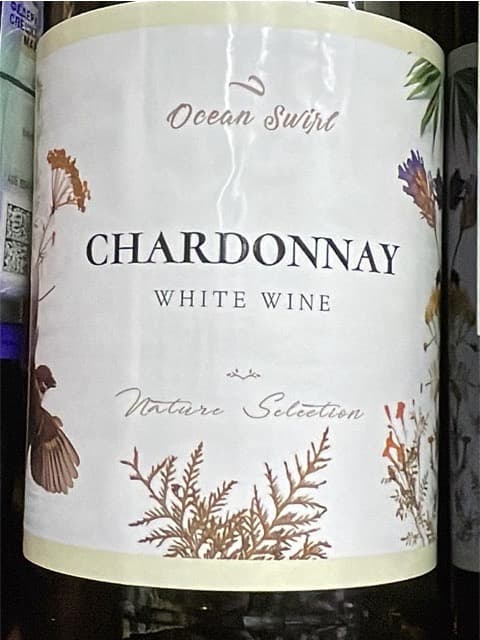 Ocean Swirl
CHARDONNAY
WHITE WINE
Nature Selection